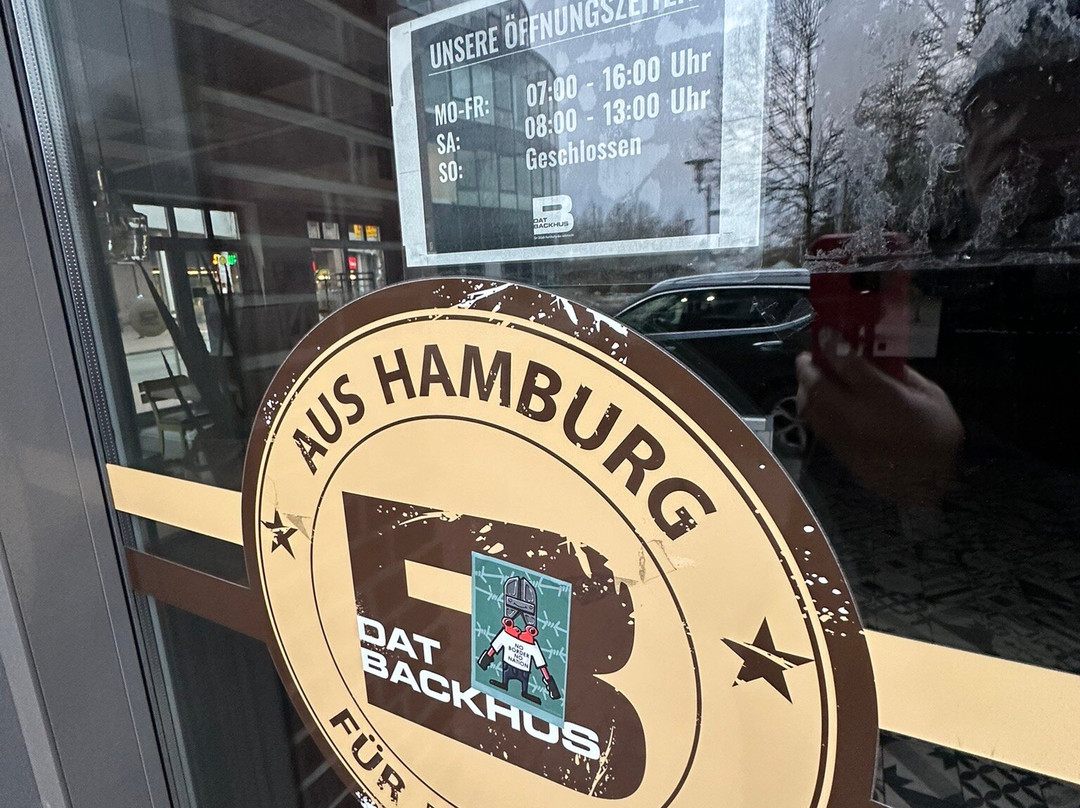 UNSERE ÖFFNUNGSZEITEN
MO-FR: 07:00 - 16:00 Uhr
SA: 08:00 - 13:00 Uhr
SO: Geschlossen
DAT
BACKHUS
AUS HAMBURG
DAT
BACKHUS
NO
BORDER
NO
NATION
FÜR